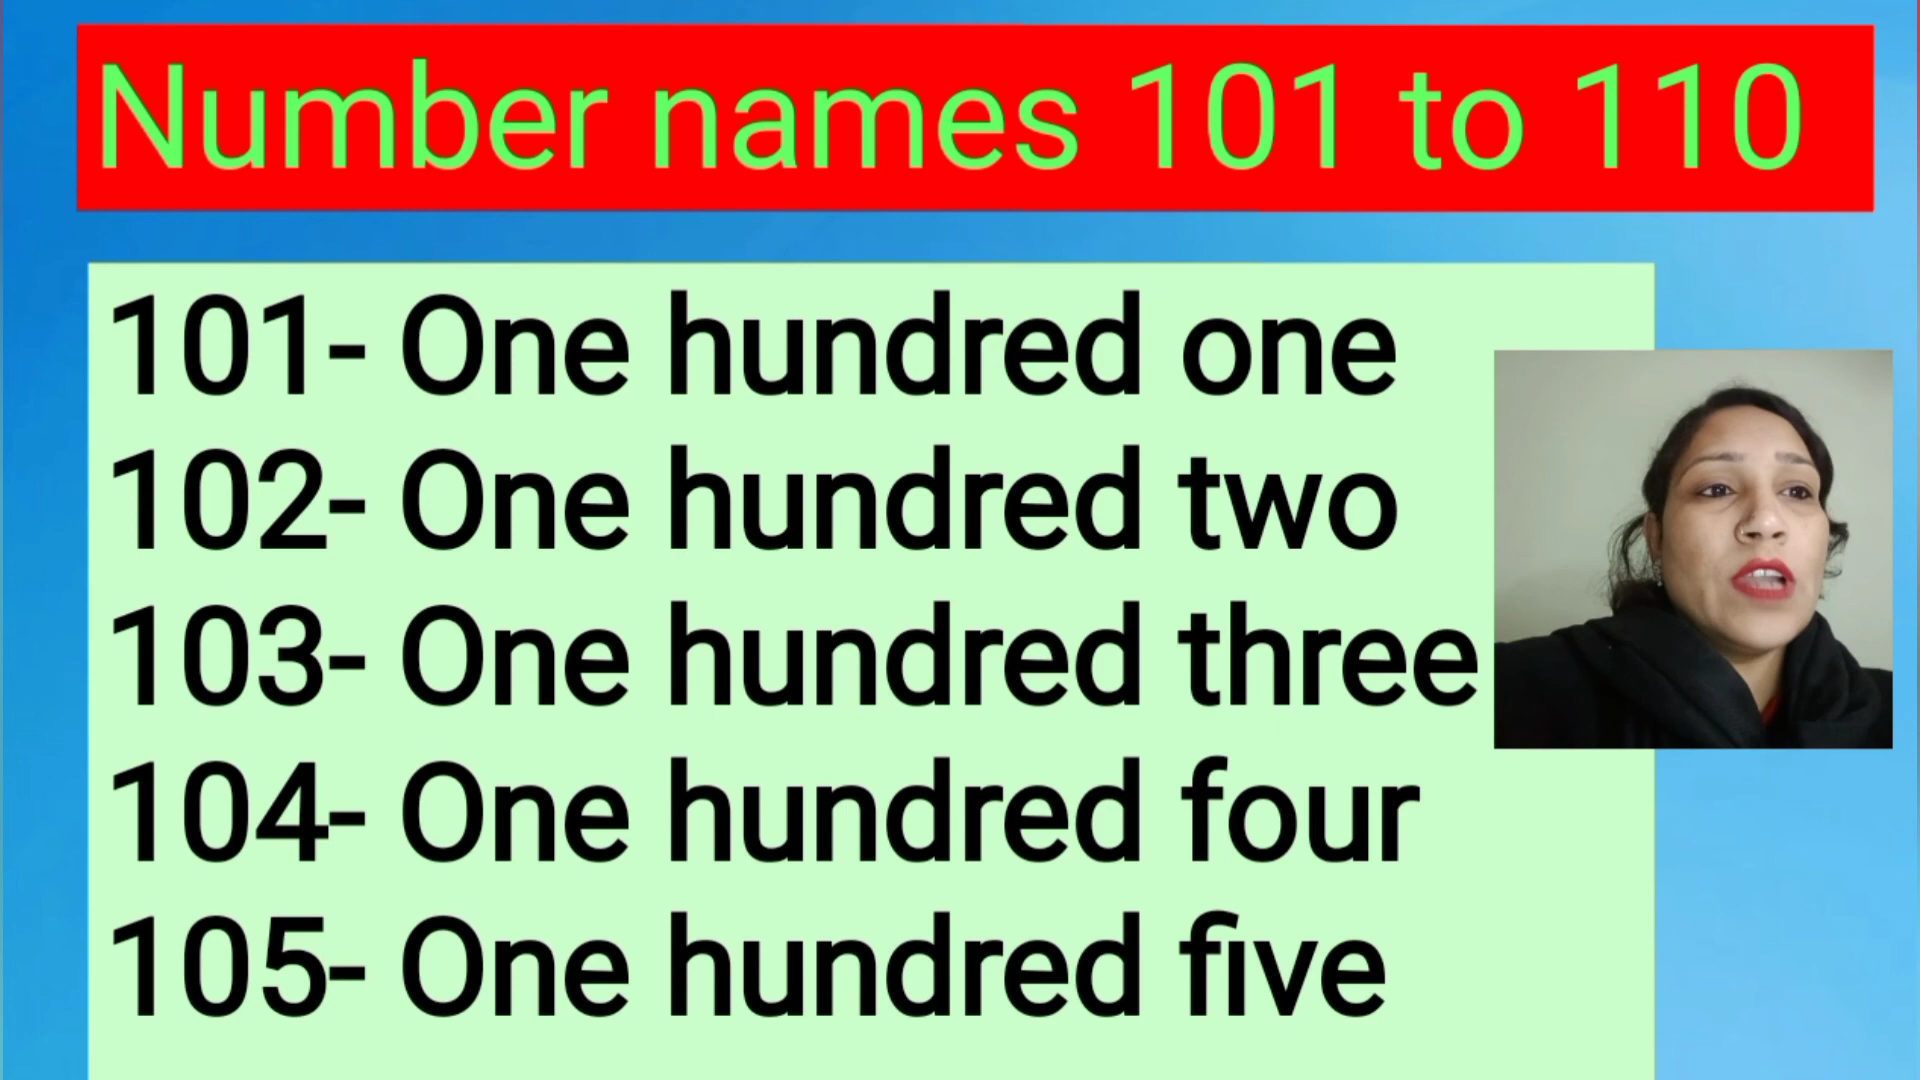 Number names 101 to 110
101- One hundred one
102- One hundred two
103- One hundred three
104- One hundred four
105- One hundred five